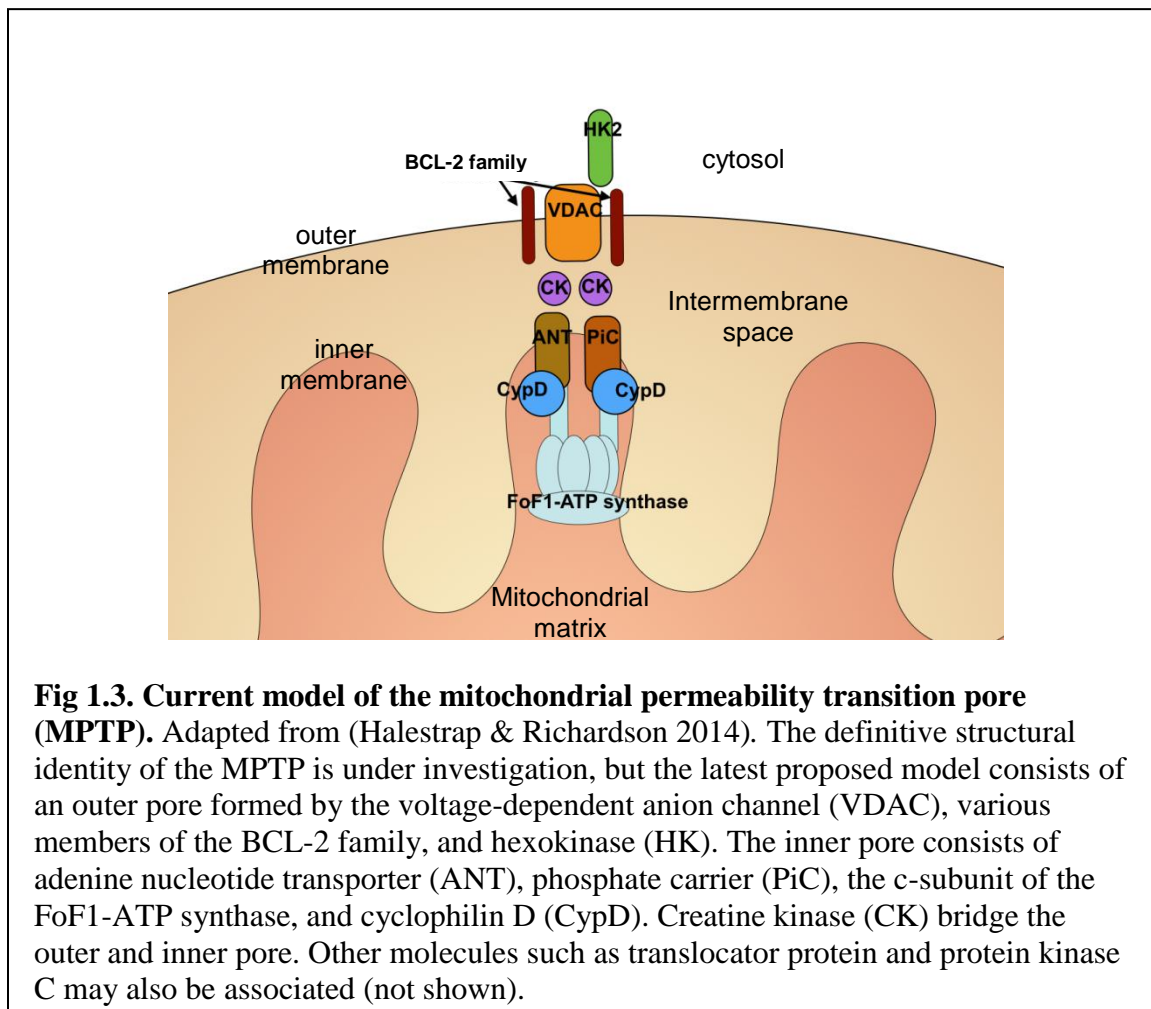 HK2
BCL-2 family
cytosol
VDAC
outer
membrane
CK CK
Intermembrane
space
ANT PiC
inner
membrane
CypD CypD
FoF1-ATP synthase
Mitochondrial
matrix
Fig 1.3. Current model of the mitochondrial permeability transition pore
(MPTP). Adapted from (Halestrap & Richardson 2014). The definitive structural
identity of the MPTP is under investigation, but the latest proposed model consists of
an outer pore formed by the voltage-dependent anion channel (VDAC), various
members of the BCL-2 family, and hexokinase (HK). The inner pore consists of
adenine nucleotide transporter (ANT), phosphate carrier (PiC), the c-subunit of the
FoF1-ATP synthase, and cyclophilin D (CypD). Creatine kinase (CK) bridge the
outer and inner pore. Other molecules such as translocator protein and protein kinase
C may also be associated (not shown).